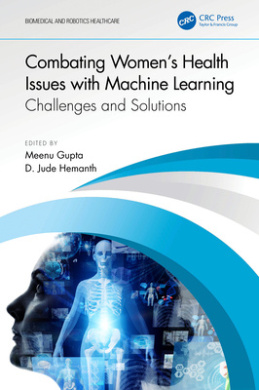 BIOMEDICAL AND ROBOTICS HEALTHCARE
CRC Press
Taylor & Francis Group
Combating Women's Health
Issues with Machine Learning
Challenges and Solutions
EDITED BY
Meenu Gupta
D. Jude Hemanth